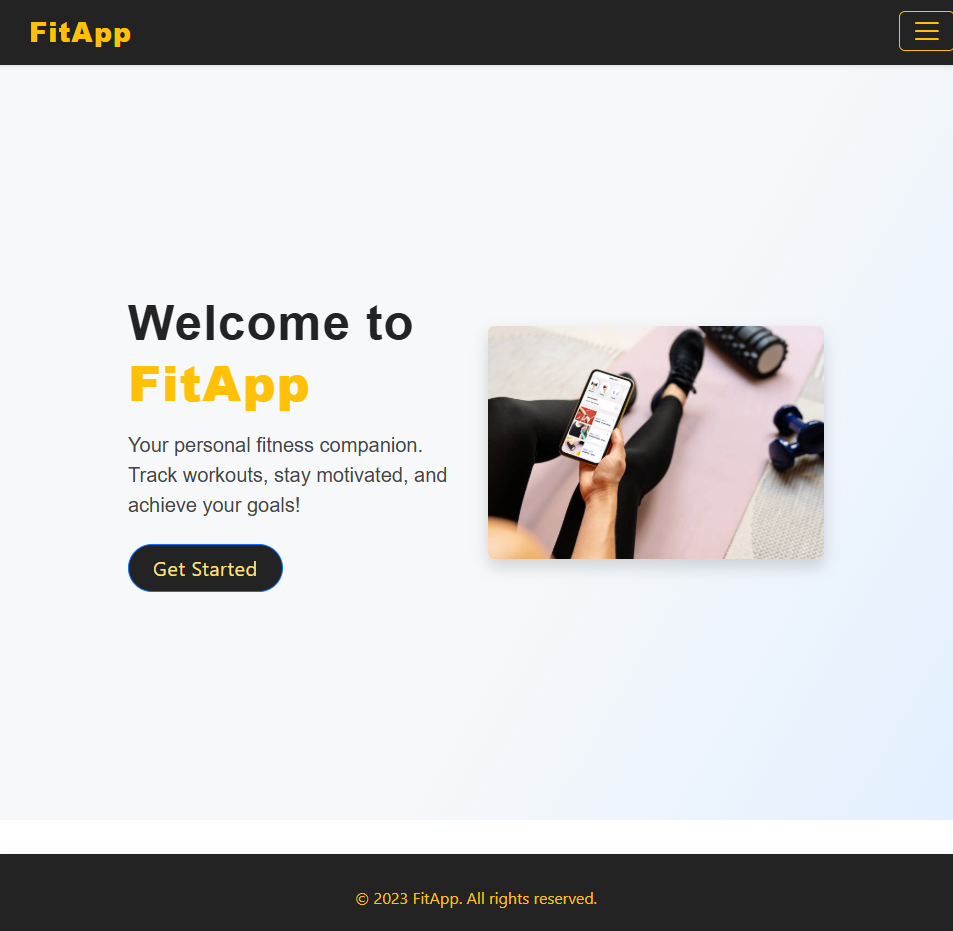 FitApp
Welcome to
FitApp
Your personal fitness companion.
Track workouts, stay motivated, and
achieve your goals!
Get Started
© 2023 FitApp. All rights reserved.